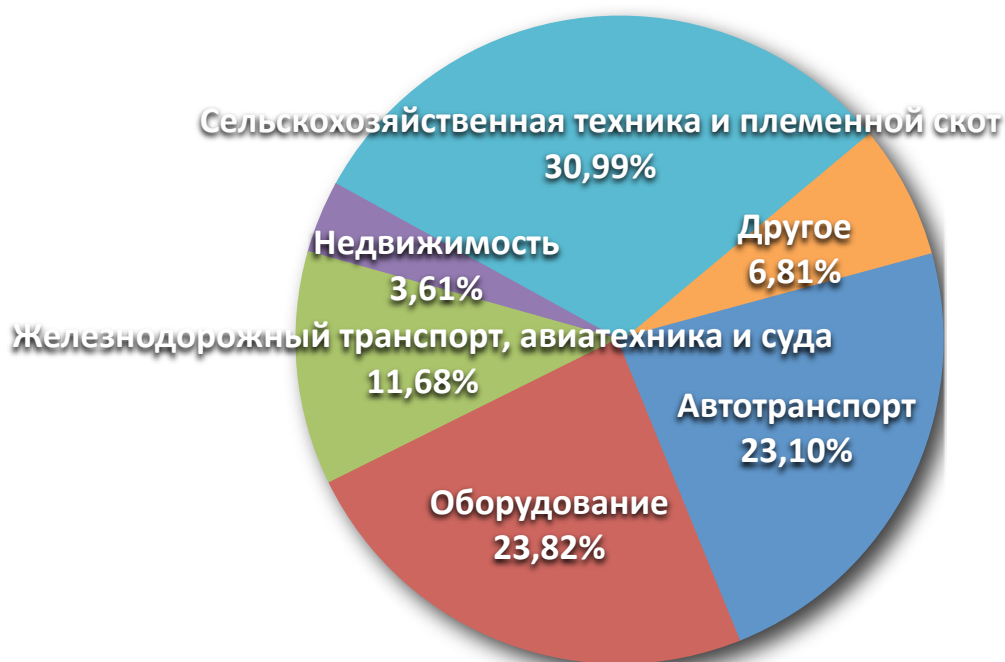 Сельскохозяйственная техника и племенной скот
30,99%
Другое
6,81%
Недвижимость
3,61%
Железнодорожный транспорт, авиатехника и суда
11,68%
Автотранспорт
23,10%
Оборудование
23,82%